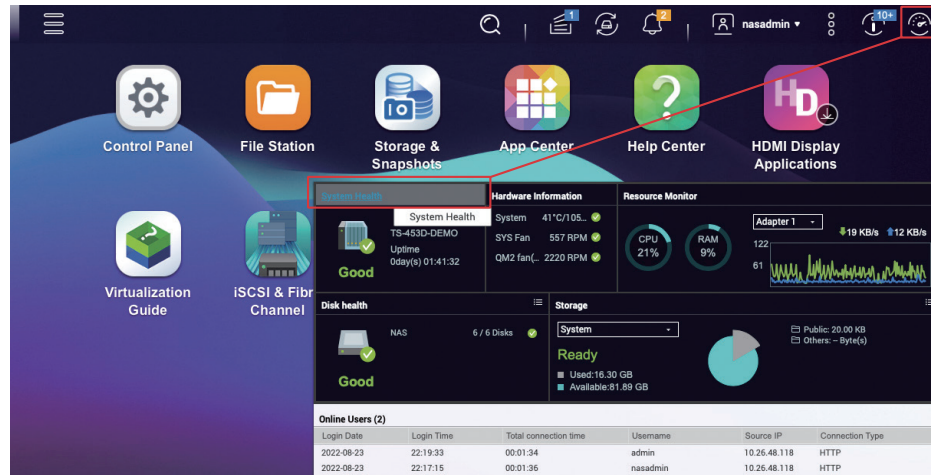 1 2 nasadmin 10+
Control Panel File Station Storage & Snapshots App Center Help Center HDMI Display Applications
HD
Virtualization Guide iSCSI & Fibr Channel
System Health Hardware Information Resource Monitor
System Health
TS-453D-DEMO
Uptime
0day(s) 01:41:32
Good
System 41°C/105...
SYS Fan 557 RPM
QM2 fan(... 2220 RPM
CPU 21%
RAM 9%
Adapter 1 19 KB/s 12 KB/s
122
61
Disk health Storage
NAS 6 / 6 Disks
Good
System
Ready
Used:16.30 GB
Available:81.89 GB
Public: 20.00 KB
Others: – Byte(s)
Online Users (2)
Login Date Login Time Total connection time Username Source IP Connection Type
2022-08-23 22:19:33 00:01:34 admin 10.26.48.118 HTTP
2022-08-23 22:17:15 00:01:36 nasadmin 10.26.48.118 HTTP